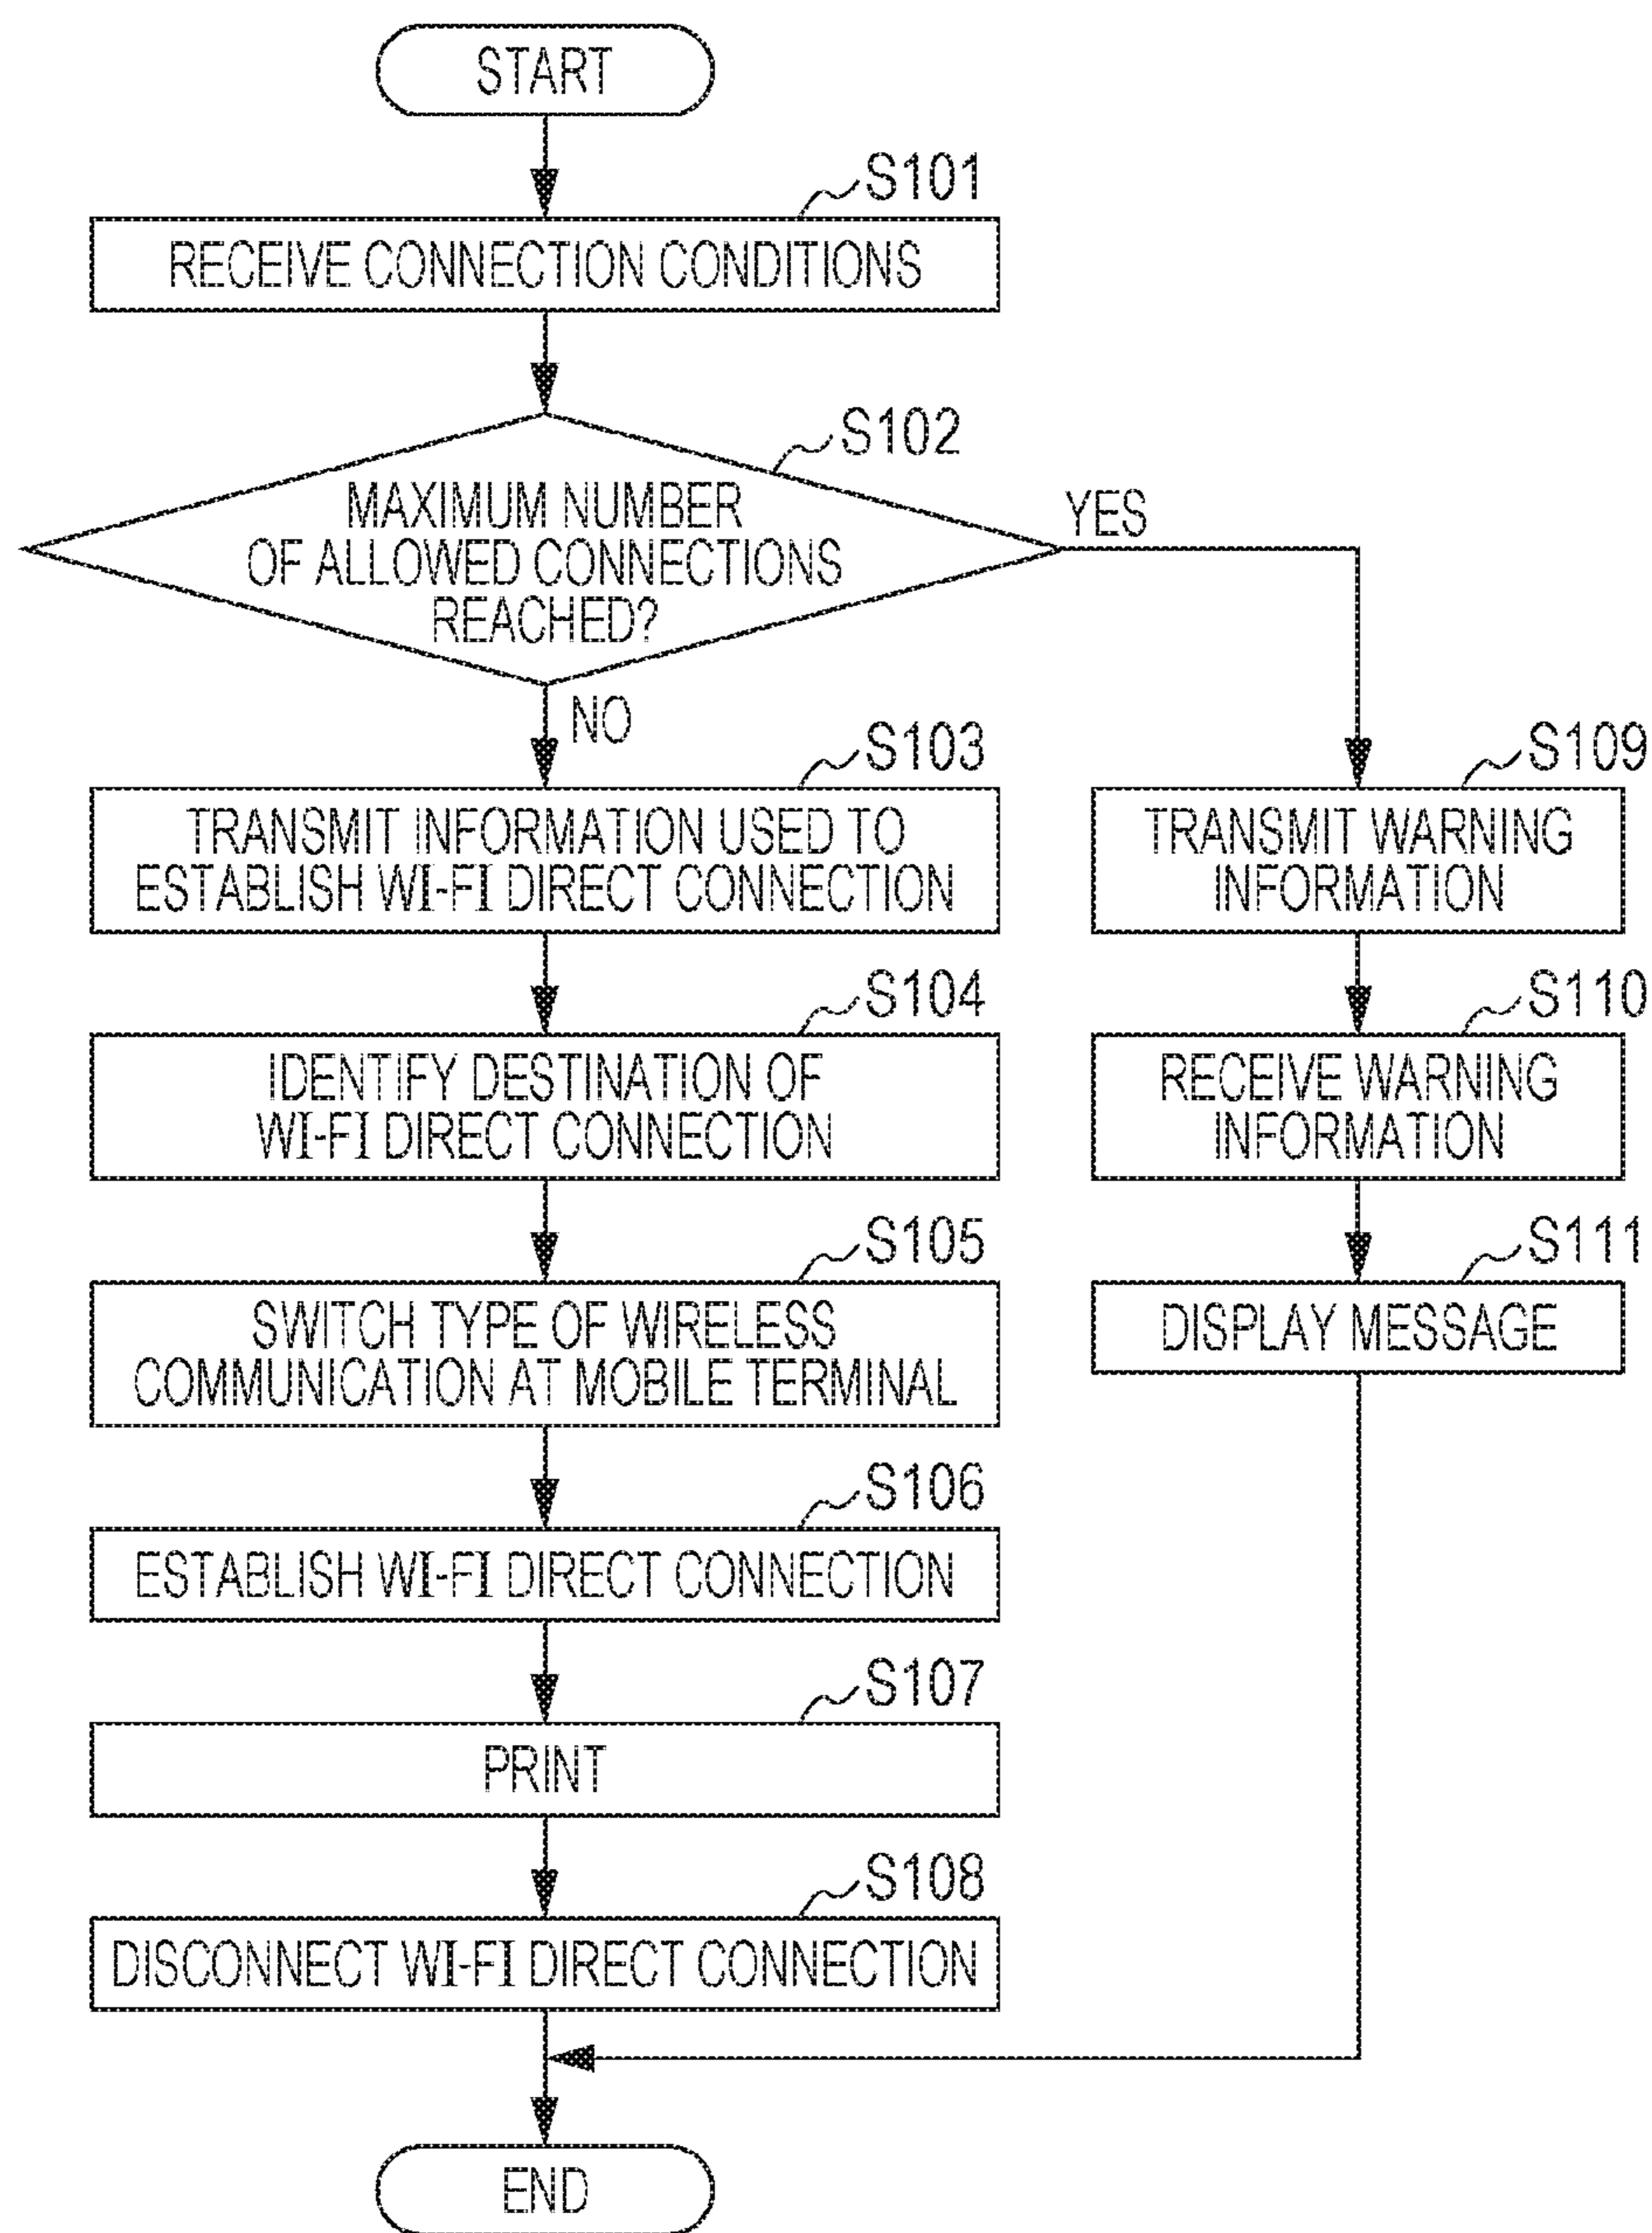 START
S101
RECEIVE CONNECTION CONDITIONS
S102
MAXIMUM NUMBER
OF ALLOWED CONNECTIONS
REACHED?
YES
NO
S103
TRANSMIT INFORMATION USED TO
ESTABLISH WI-FI DIRECT CONNECTION
S109
TRANSMIT WARNING
INFORMATION
S104
IDENTIFY DESTINATION OF
WI-FI DIRECT CONNECTION
S110
RECEIVE WARNING
INFORMATION
S105
SWITCH TYPE OF WIRELESS
COMMUNICATION AT MOBILE TERMINAL
S111
DISPLAY MESSAGE
S106
ESTABLISH WI-FI DIRECT CONNECTION
S107
PRINT
S108
DISCONNECT WI-FI DIRECT CONNECTION
END